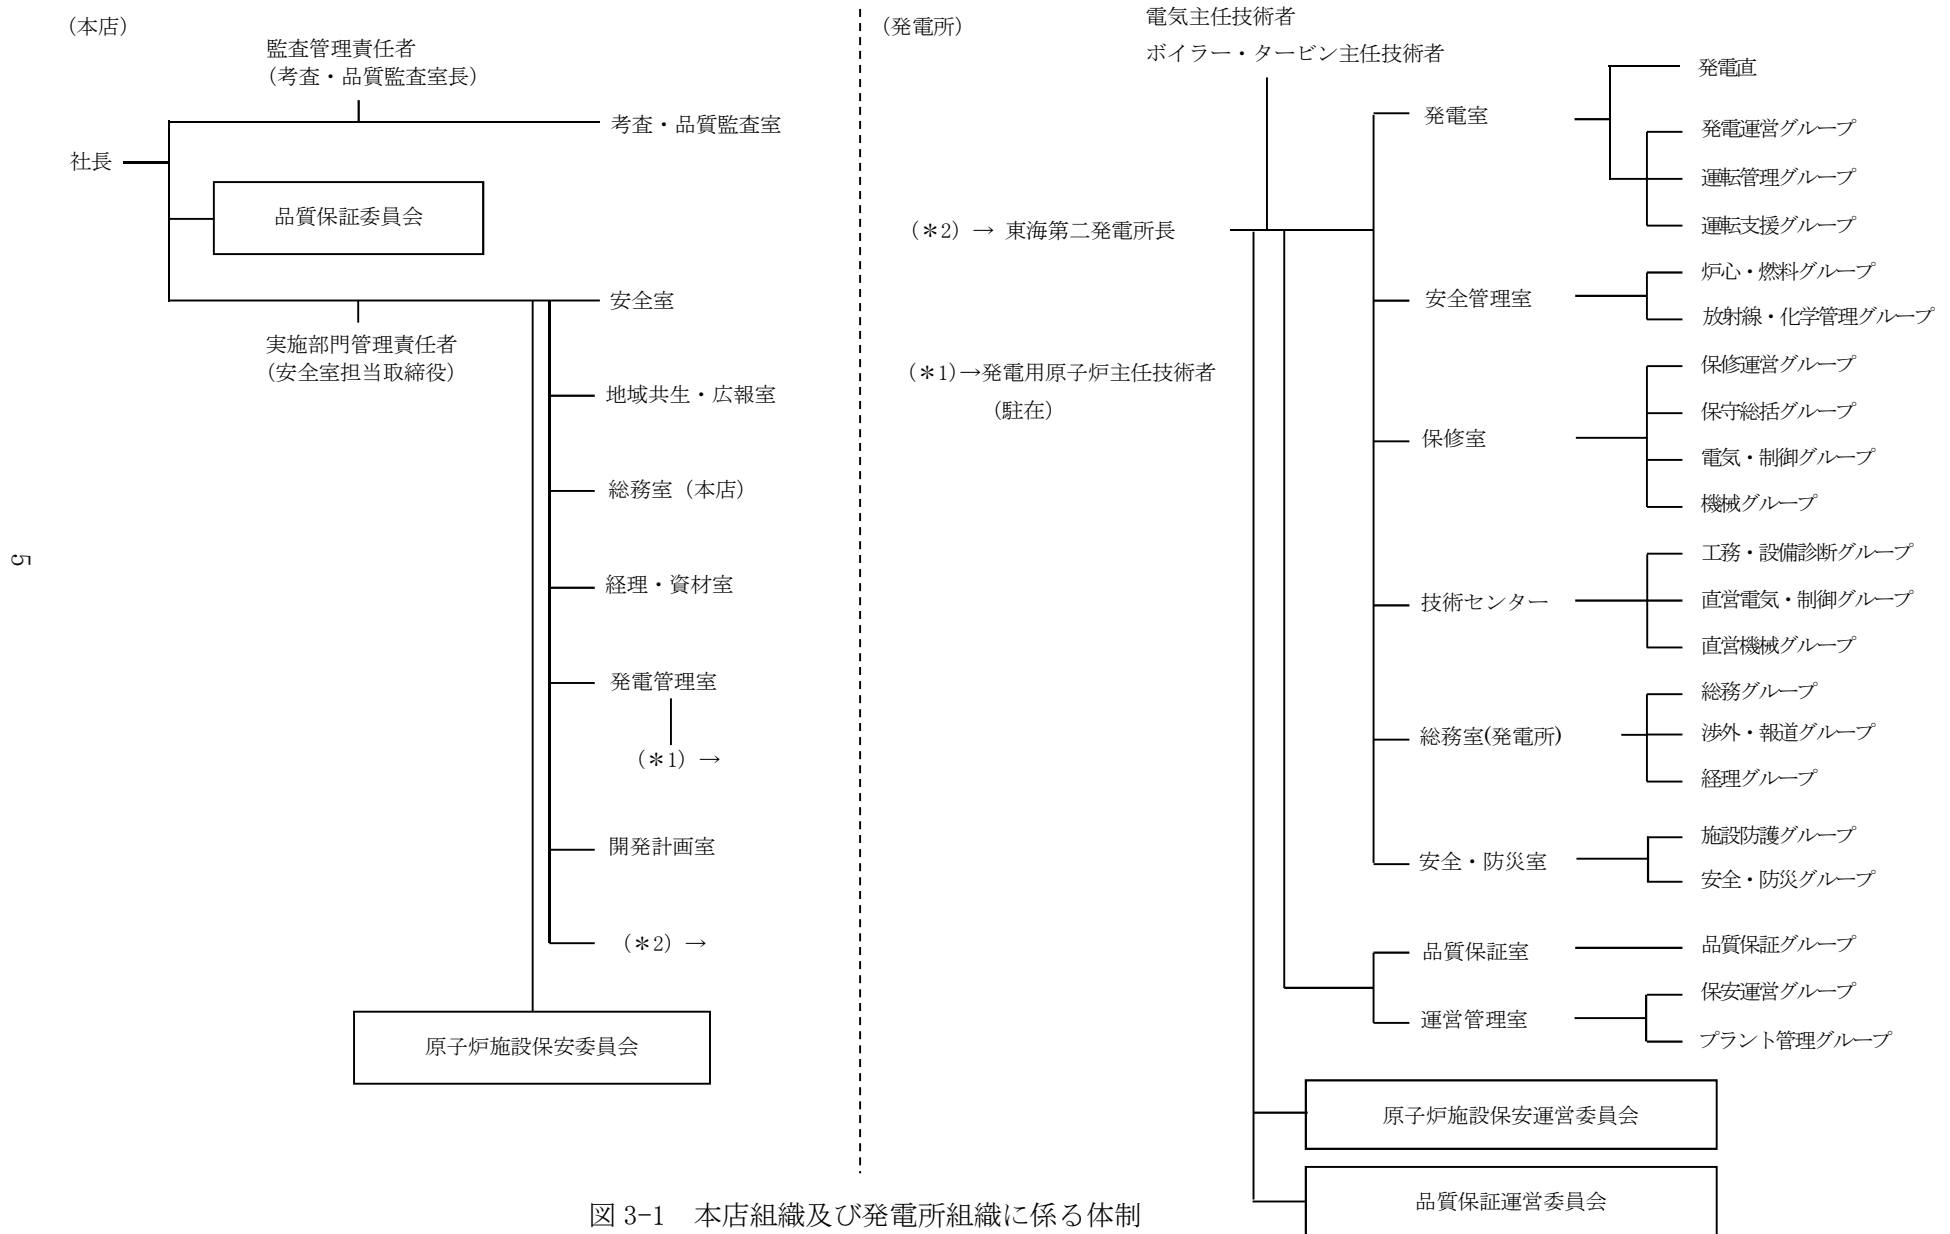 （本店）
監査管理責任者
（考査・品質監査室長）
考査・品質監査室
社長
品質保証委員会
安全室
実施部門管理責任者
（安全室担当取締役）
地域共生・広報室
総務室（本店）
経理・資材室
発電管理室
（＊1）→
開発計画室
（＊2）→
原子炉施設保安委員会
（発電所）
電気主任技術者
ボイラー・タービン主任技術者
（＊2）→ 東海第二発電所長
（＊1）→発電用原子炉主任技術者
（駐在）
発電室
発電直
発電運営グループ
運転管理グループ
運転支援グループ
安全管理室
炉心・燃料グループ
放射線・化学管理グループ
保修室
保修運営グループ
保守総括グループ
電気・制御グループ
機械グループ
技術センター
工務・設備診断グループ
直営電気・制御グループ
直営機械グループ
総務室(発電所)
総務グループ
渉外・報道グループ
経理グループ
安全・防災室
施設防護グループ
安全・防災グループ
品質保証室
品質保証グループ
運営管理室
保安運営グループ
プラント管理グループ
原子炉施設保安運営委員会
品質保証運営委員会
図 3-1　本店組織及び発電所組織に係る体制
5